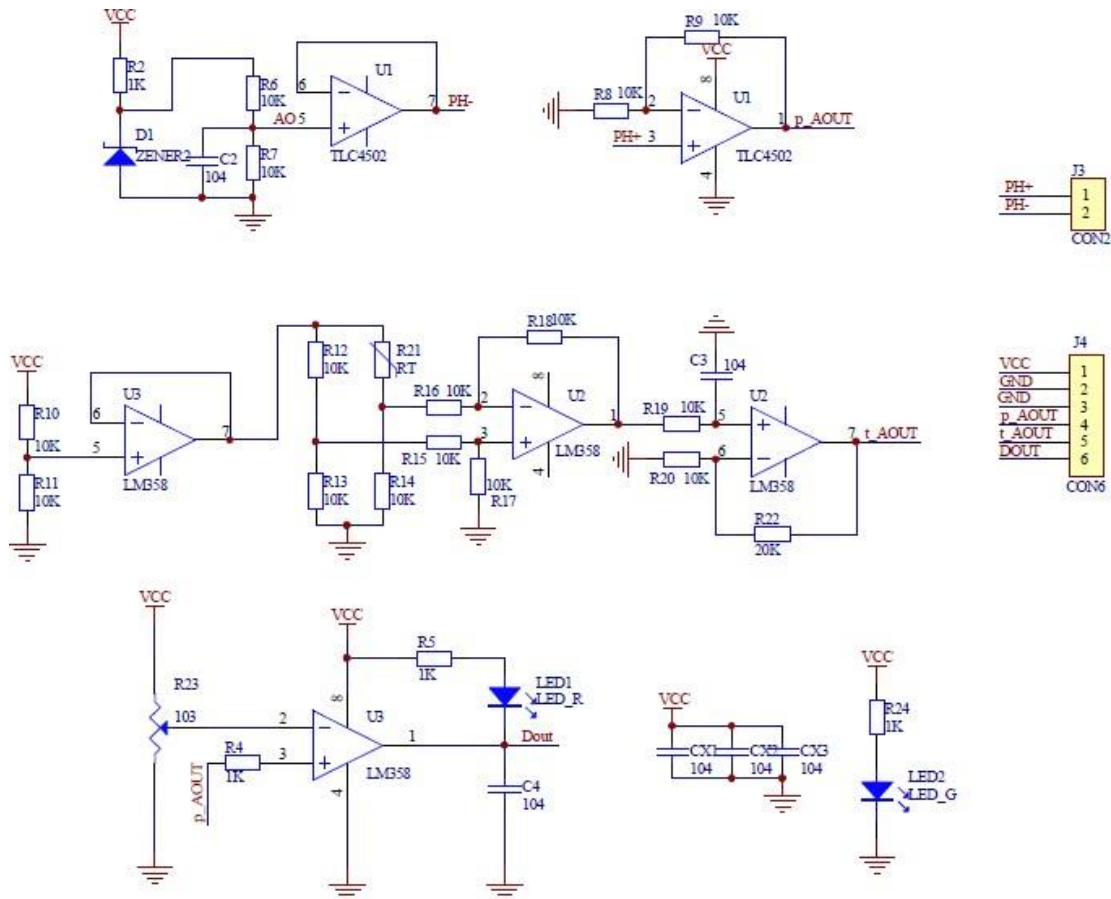 VCC
R2
1K
D1
ZENER2
C2
104
R6
10K
AO 5
R7
10K
6
U1
7
PH-
TLC4502
R9 10K
VCC
8
R8 10K
2
U1
PH+ 3
1 p_AOUT
4
TLC4502
J3
PH+ 1
PH- 2
CON2
VCC
R10
10K
R11
10K
6
5
U3
7
LM358
R12
10K
R21
RT
R13
10K
R14
10K
R16 10K
2
R15 10K
3
10K
R17
R18 10K
8
U2
1
4
LM358
C3
104
R19 10K
5
R20 10K
6
U2
7 t_AOUT
LM358
R22
20K
J4
VCC 1
GND 2
GND 3
p_AOUT 4
t_AOUT 5
DOUT 6
CON6
VCC
R23
103
2
R4
1K
3
p_AOUT
VCC
8
U3
1
4
LM358
R5
1K
LED1
LED_R
Dout
C4
104
VCC
CX1
104
CX2
104
CX3
104
VCC
R24
1K
LED2
LED_G